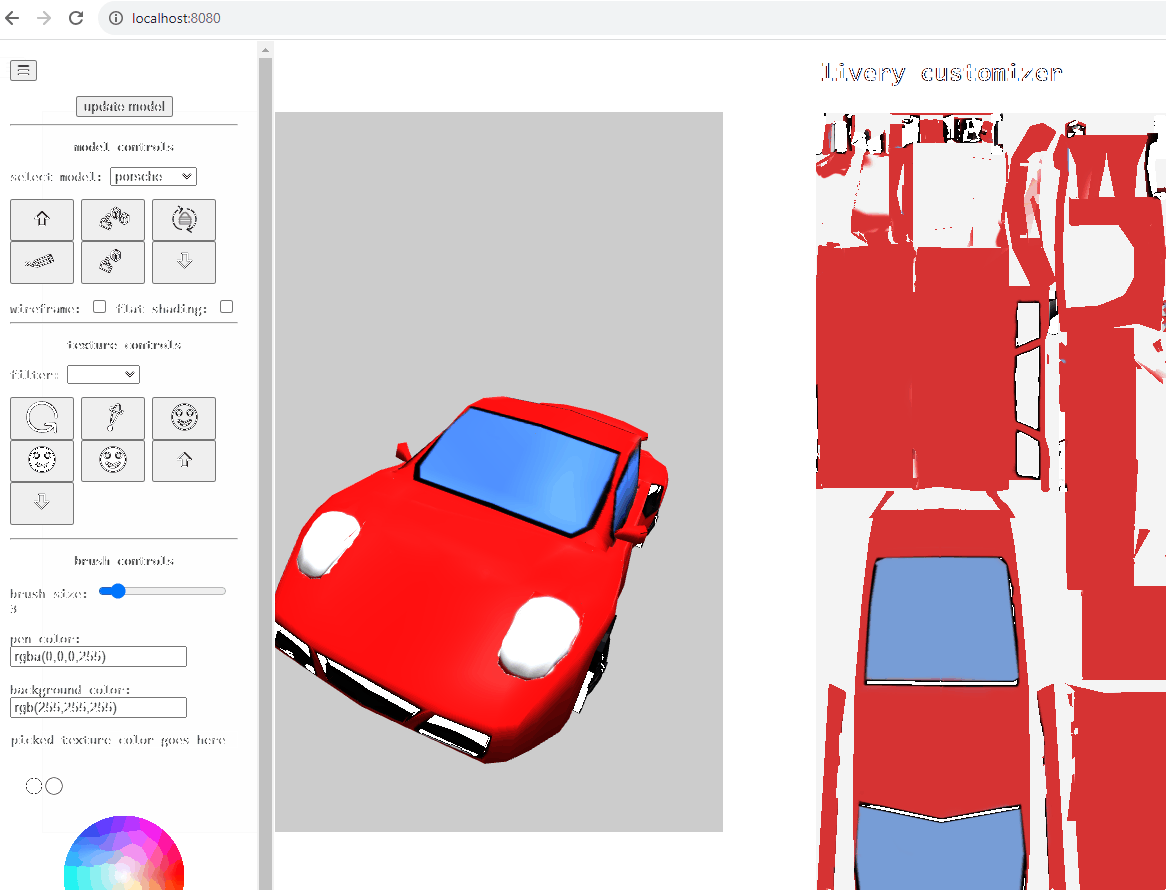 localhost:8080
Livery customizer
update model
model controls
select model: porsche
wireframe: flat shading:
texture controls
filter:
brush controls
brush size:
3
pen color:
rgba(0,0,0,255)
background color:
rgb(255,255,255)
picked texture color goes here